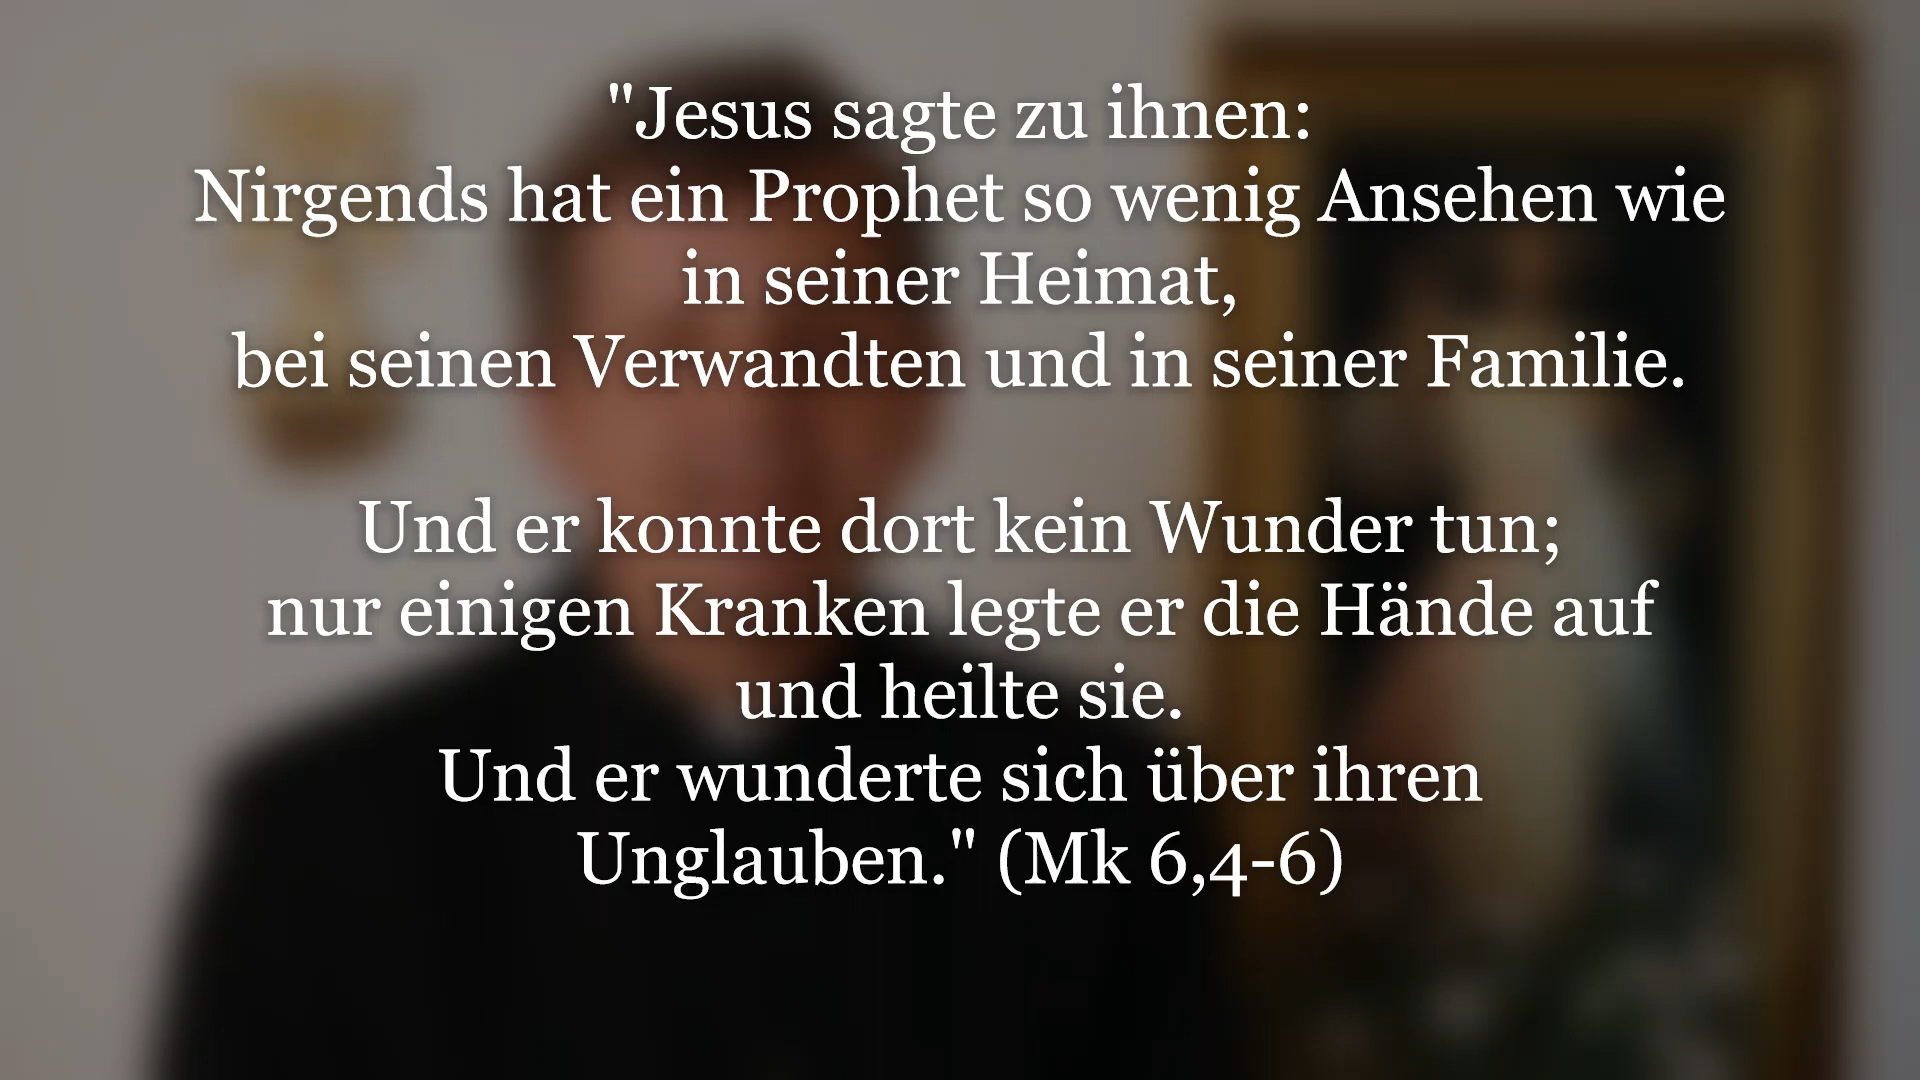 "Jesus sagte zu ihnen:
Nirgends hat ein Prophet so wenig Ansehen wie
in seiner Heimat,
bei seinen Verwandten und in seiner Familie.
Und er konnte dort kein Wunder tun;
nur einigen Kranken legte er die Hände auf
und heilte sie.
Und er wunderte sich über ihren
Unglauben." (Mk 6,4-6)